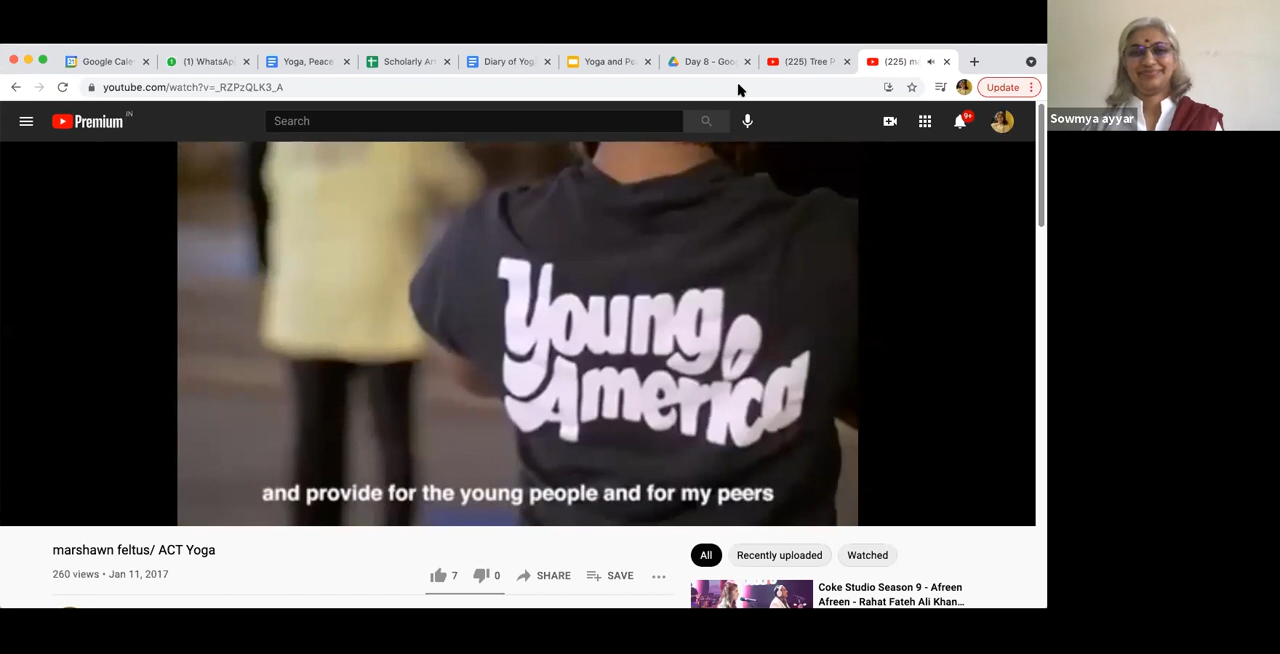 Google Cale
(1) WhatsAp
Yoga, Peace
Scholarly Ar
Diary of Yog
Yoga and Pe
Day 8 - Goo
(225) Tree P
(225) m
youtube.com/watch?v=_RZPzQLK3_A
Update
Premium IN
Search
9+
Sowmya ayyar
Young
America
and provide for the young people and for my peers
marshawn feltus/ ACT Yoga
260 views • Jan 11, 2017
7
0
SHARE
SAVE
All
Recently uploaded
Watched
Coke Studio Season 9 - Afreen
Afreen - Rahat Fateh Ali Khan...